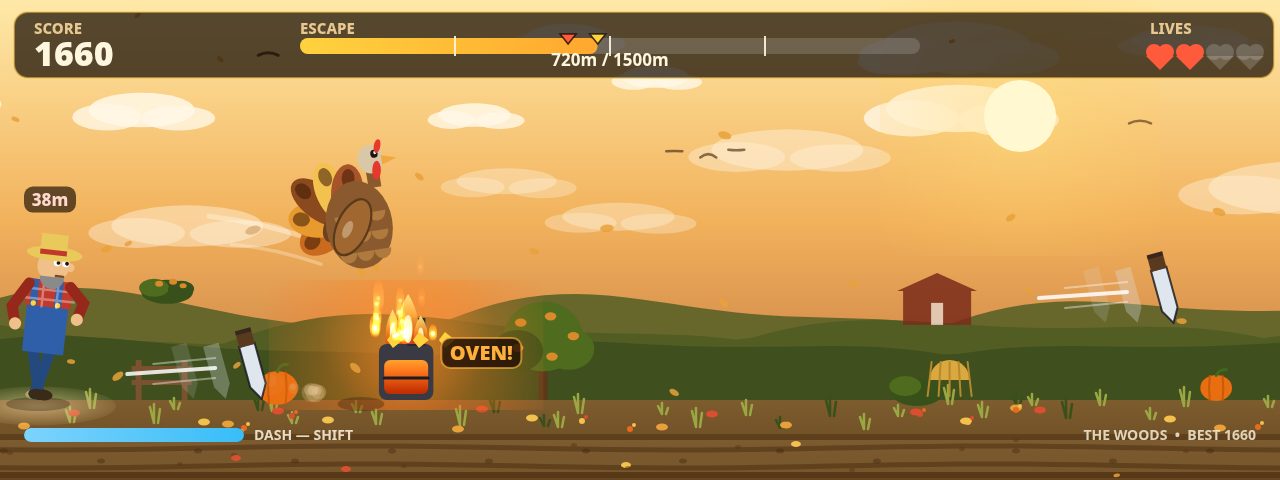 SCORE
1660
ESCAPE
720m / 1500m
LIVES
38m
OVEN!
DASH — SHIFT
THE WOODS • BEST 1660